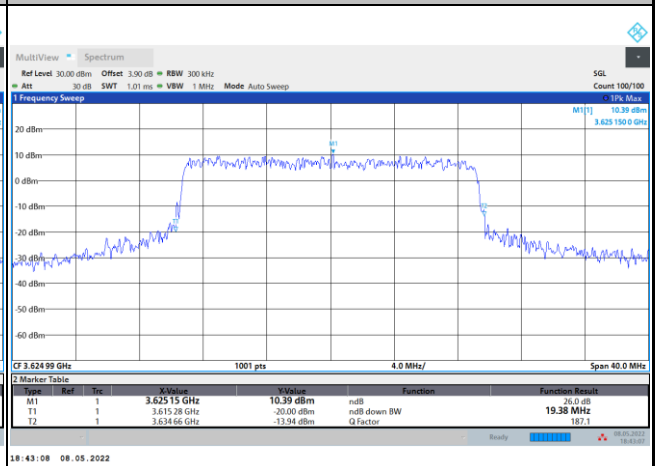 MultiView Spectrum
Ref Level 30.00 dBm Offset 3.90 dB RBW 300 kHz SGL
Att 30 dB SWT 1.01 ms VBW 1 MHz Mode Auto Sweep Count 100/100
1 Frequency Sweep 1Pk Max
M1[1] 10.39 dBm
3.625 150 0 GHz
20 dBm
M1
10 dBm
0 dBm
-10 dBm
T2
-20 dBm
T1
-30 dBm
-40 dBm
-50 dBm
-60 dBm
CF 3.624 99 GHz 1001 pts 4.0 MHz/ Span 40.0 MHz
2 Marker Table
Type Ref Trc X-Value Y-Value Function Function Result
M1 1 3.625 15 GHz 10.39 dBm ndB 26.0 dB
T1 1 3.615 28 GHz -20.00 dBm ndB down BW 19.38 MHz
T2 1 3.634 66 GHz -13.94 dBm Q Factor 187.1
Ready 08.05.2022
18:43:07
18:43:08 08.05.2022